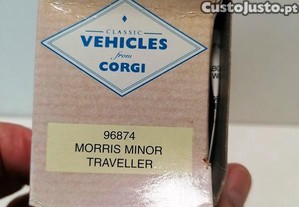 CustoJusto.pt
CLASSIC
VEHICLES
from
CORGI
96874
MORRIS MINOR
TRAVELLER